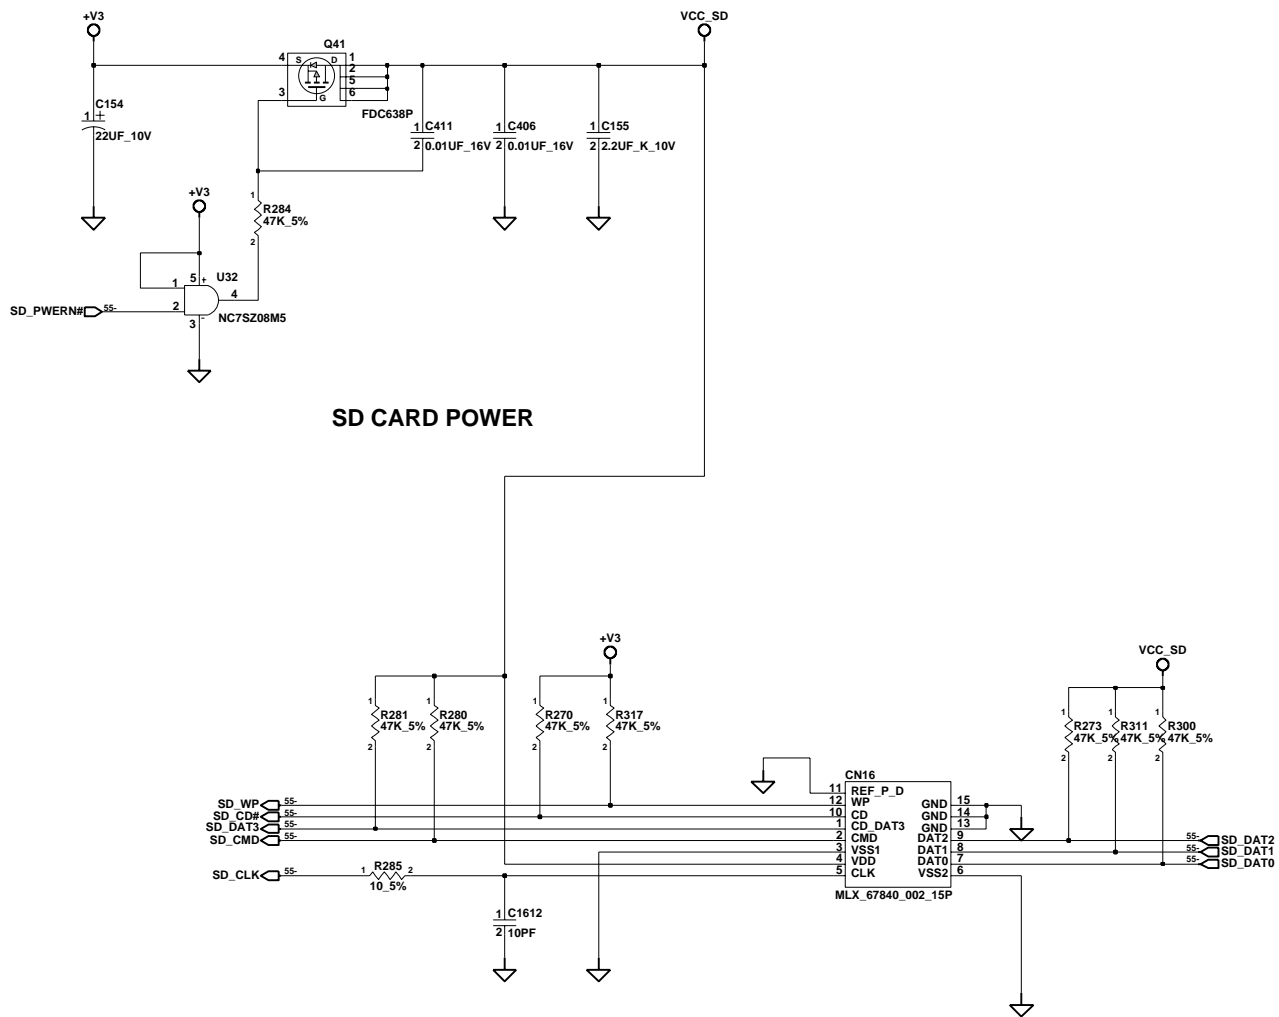 +V3
VCC_SD
Q41
4 S D 1
2
5
3 G 6
FDC638P
C154
1 +
22UF_10V
1 C411
2 0.01UF_16V
1 C406
2 0.01UF_16V
1 C155
2 2.2UF_K_10V
+V3
1
R284
47K_5%
2
5 + U32
1
4
SD_PWERN# 55- 2
3 -
NC7SZ08M5
SD CARD POWER
+V3
VCC_SD
1
R281
47K_5%
2
1
R280
47K_5%
2
1
R270
47K_5%
2
1
R317
47K_5%
2
1
R273
47K_5%
2
1
R311
47K_5%
2
1
R300
47K_5%
2
CN16
11 REF_P_D
SD_WP 55- 12 WP GND 15
SD_CD# 55- 10 CD GND 14
SD_DAT3 55- 1 CD_DAT3 GND 13
SD_CMD 55- 2 CMD DAT2 9 55- SD_DAT2
3 VSS1 DAT1 8 55- SD_DAT1
4 VDD DAT0 7 55- SD_DAT0
SD_CLK 55- 1 R285 2 5 CLK VSS2 6
10_5%
MLX_67840_002_15P
1 C1612
2 10PF